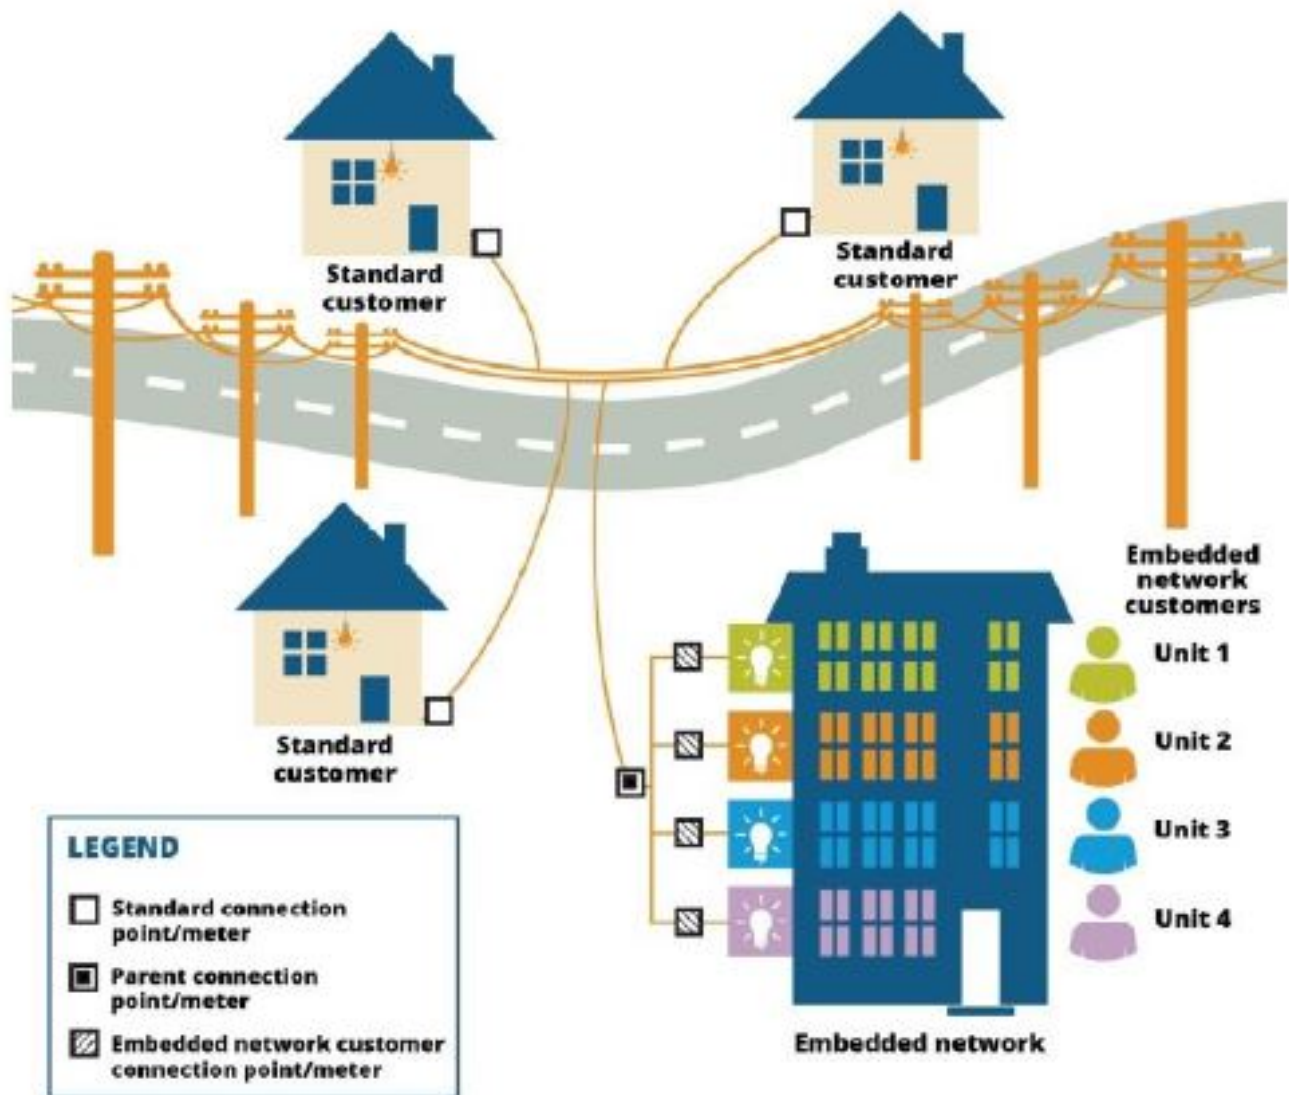 Standard
customer
Standard
customer
Standard
customer
Embedded
network
customers
Unit 1
Unit 2
Unit 3
Unit 4
Embedded network
LEGEND
Standard connection
point/meter
Parent connection
point/meter
Embedded network customer
connection point/meter